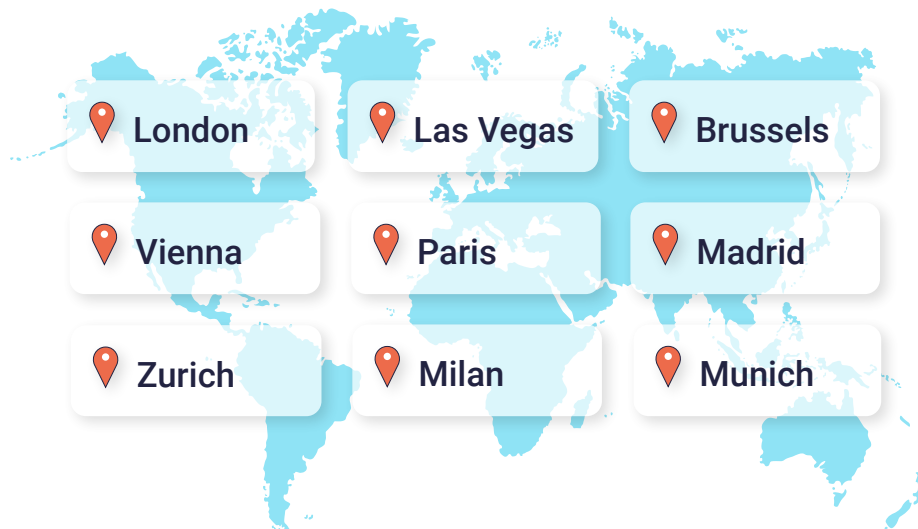 London
Las Vegas
Brussels
Vienna
Paris
Madrid
Zurich
Milan
Munich